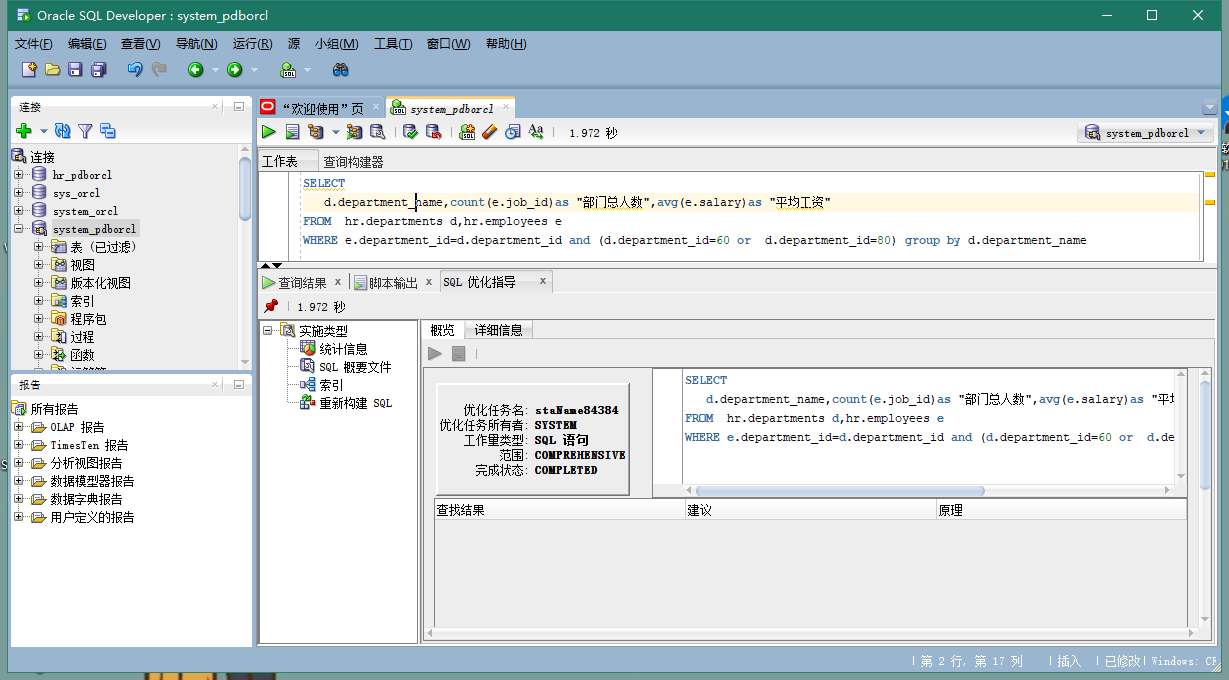 Oracle SQL Developer : system_pdborcl
文件(F) 编辑(E) 查看(V) 导航(N) 运行(R) 源 小组(M) 工具(T) 窗口(W) 帮助(H)
连接
连接
hr_pdborcl
sys_orcl
system_orcl
system_pdborcl
表 (已过滤)
视图
版本化视图
索引
程序包
过程
函数
报告
所有报告
OLAP 报告
TimesTen 报告
分析视图报告
数据模型器报告
数据字典报告
用户定义的报告
“欢迎使用”页
system_pdborcl
1.972 秒
system_pdborcl
工作表 查询构建器
SELECT
d.department_name,count(e.job_id)as "部门总人数",avg(e.salary)as "平均工资"
FROM hr.departments d,hr.employees e
WHERE e.department_id=d.department_id and (d.department_id=60 or d.department_id=80) group by d.department_name
查询结果 脚本输出 SQL 优化指导
1.972 秒
实施类型
统计信息
SQL 概要文件
索引
重新构建 SQL
概览 详细信息
优化任务名: staName84384
优化任务所有者: SYSTEM
工作量类型: SQL 语句
范围: COMPREHENSIVE
完成状态: COMPLETED
SELECT
d.department_name,count(e.job_id)as "部门总人数",avg(e.salary)as "平均
FROM hr.departments d,hr.employees e
WHERE e.department_id=d.department_id and (d.department_id=60 or d.de
查找结果 建议 原理
第 2 行, 第 17 列 插入 已修改 Windows: CF